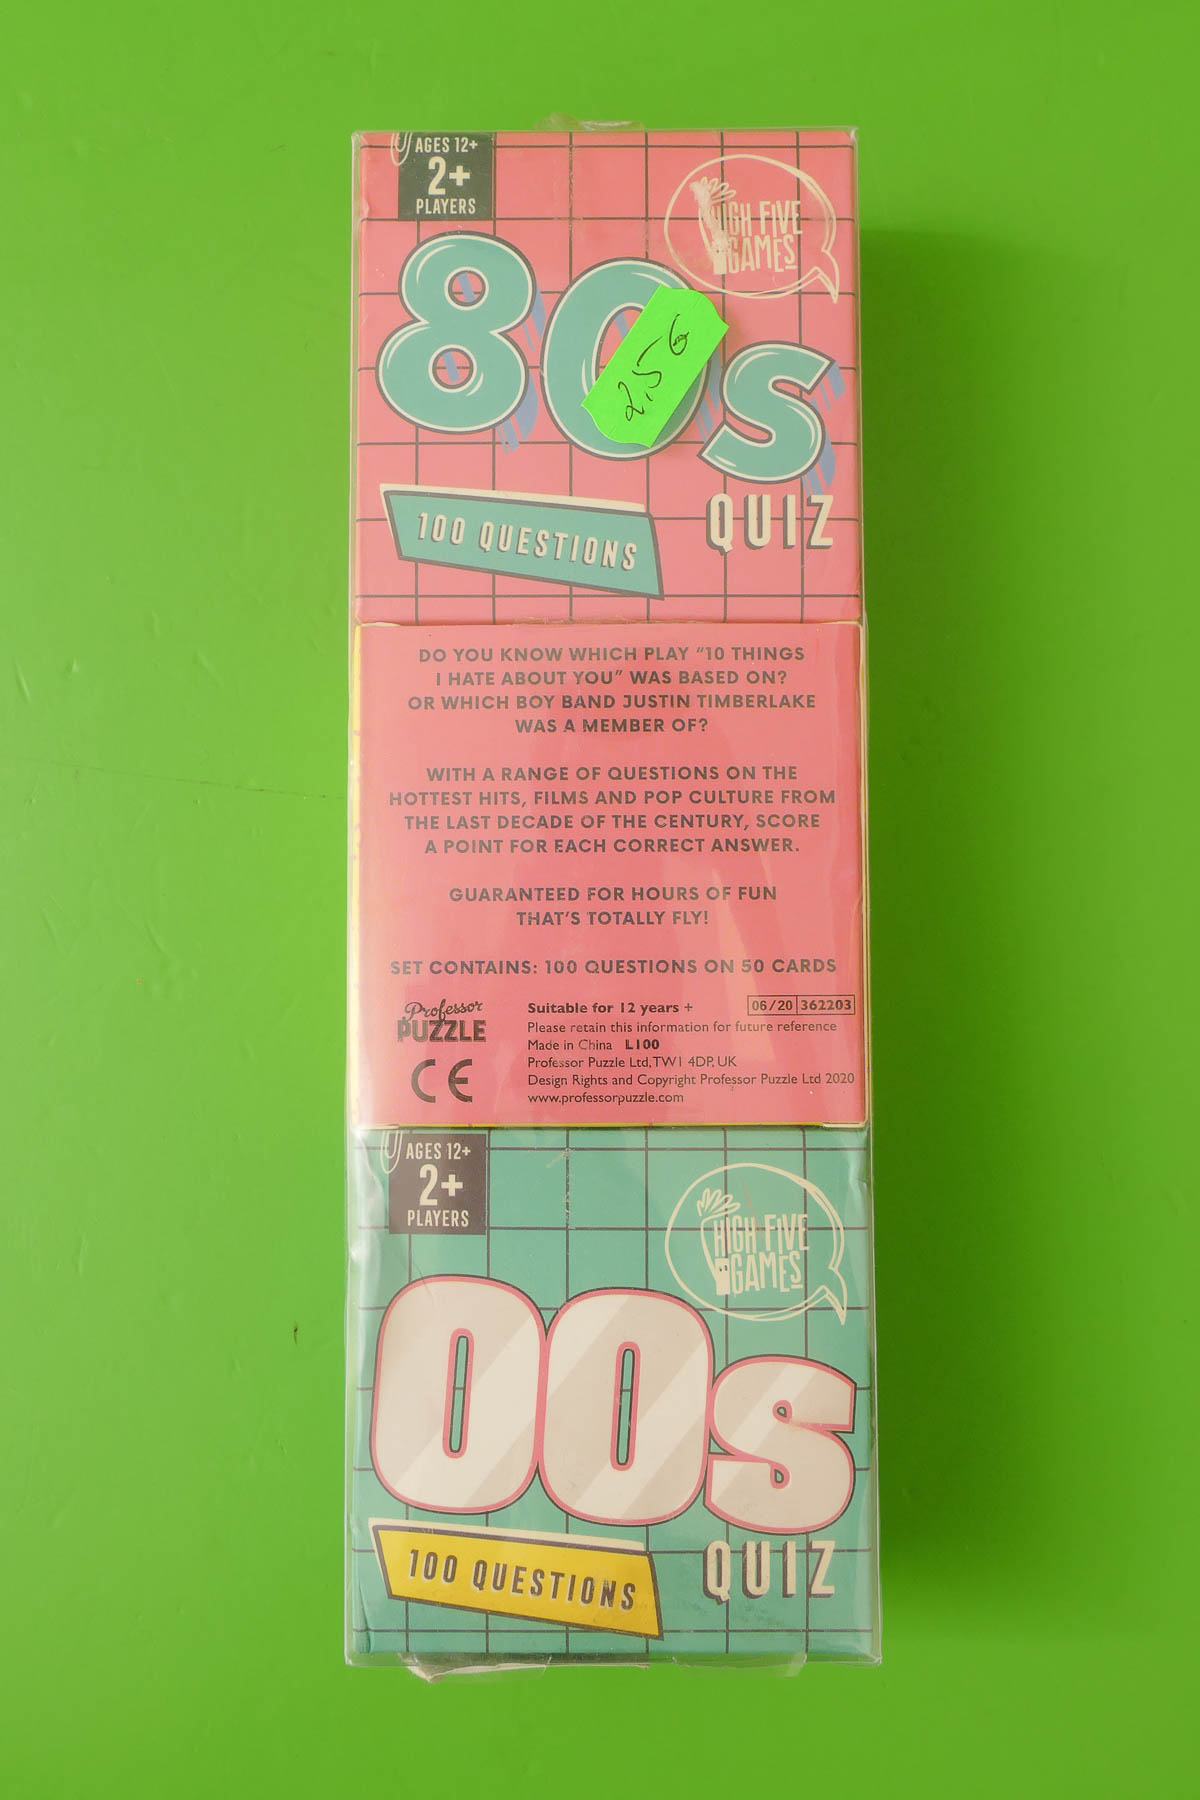 AGES 12+
2+
PLAYERS
HIGH FIVE
GAMES
80s
2,5€
100 QUESTIONS
QUIZ
DO YOU KNOW WHICH PLAY "10 THINGS
I HATE ABOUT YOU" WAS BASED ON?
OR WHICH BOY BAND JUSTIN TIMBERLAKE
WAS A MEMBER OF?
WITH A RANGE OF QUESTIONS ON THE
HOTTEST HITS, FILMS AND POP CULTURE FROM
THE LAST DECADE OF THE CENTURY, SCORE
A POINT FOR EACH CORRECT ANSWER.
GUARANTEED FOR HOURS OF FUN
THAT'S TOTALLY FLY!
SET CONTAINS: 100 QUESTIONS ON 50 CARDS
Professor
PUZZLE
CE
Suitable for 12 years +
06/20 362203
Please retain this information for future reference
Made in China L100
Professor Puzzle Ltd, TW1 4DP, UK
Design Rights and Copyright Professor Puzzle Ltd 2020
www.professorpuzzle.com
AGES 12+
2+
PLAYERS
HIGH FIVE
GAMES
00s
100 QUESTIONS
QUIZ